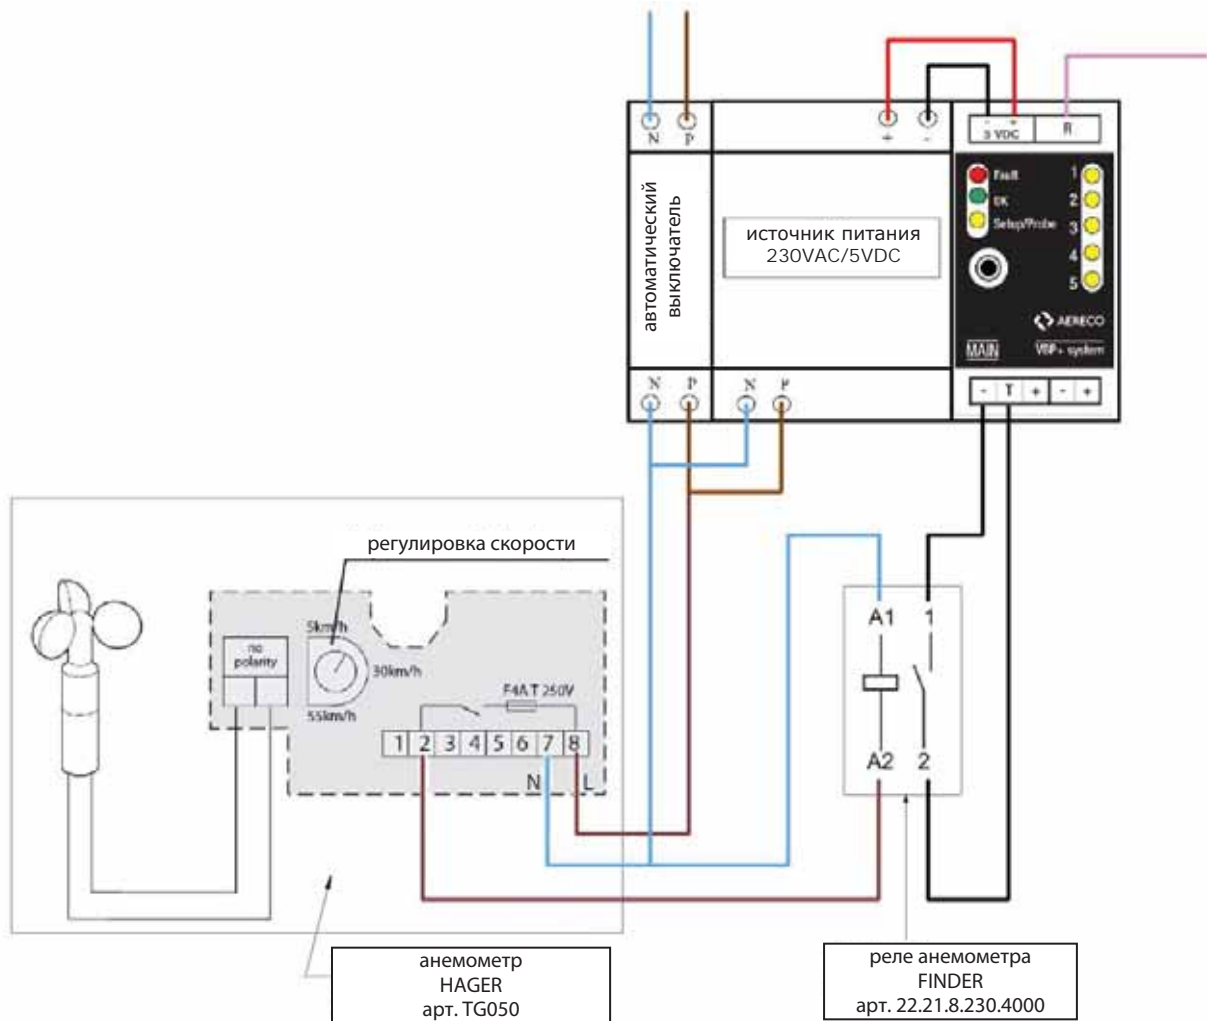 + -
N P
- +
3 VDC
R
автоматический
выключатель
источник питания
230VAC/5VDC
Fault
OK
Setup/Probe
1
2
3
4
5
AERECO
MAIN
VBP+ system
N P N P
- T + - +
регулировка скорости
no
polarity
5km/h
30km/h
55km/h
F4A T 250V
1 2 3 4 5 6 7 8
N L
A1 1
A2 2
анемометр
HAGER
арт. TG050
реле анемометра
FINDER
арт. 22.21.8.230.4000